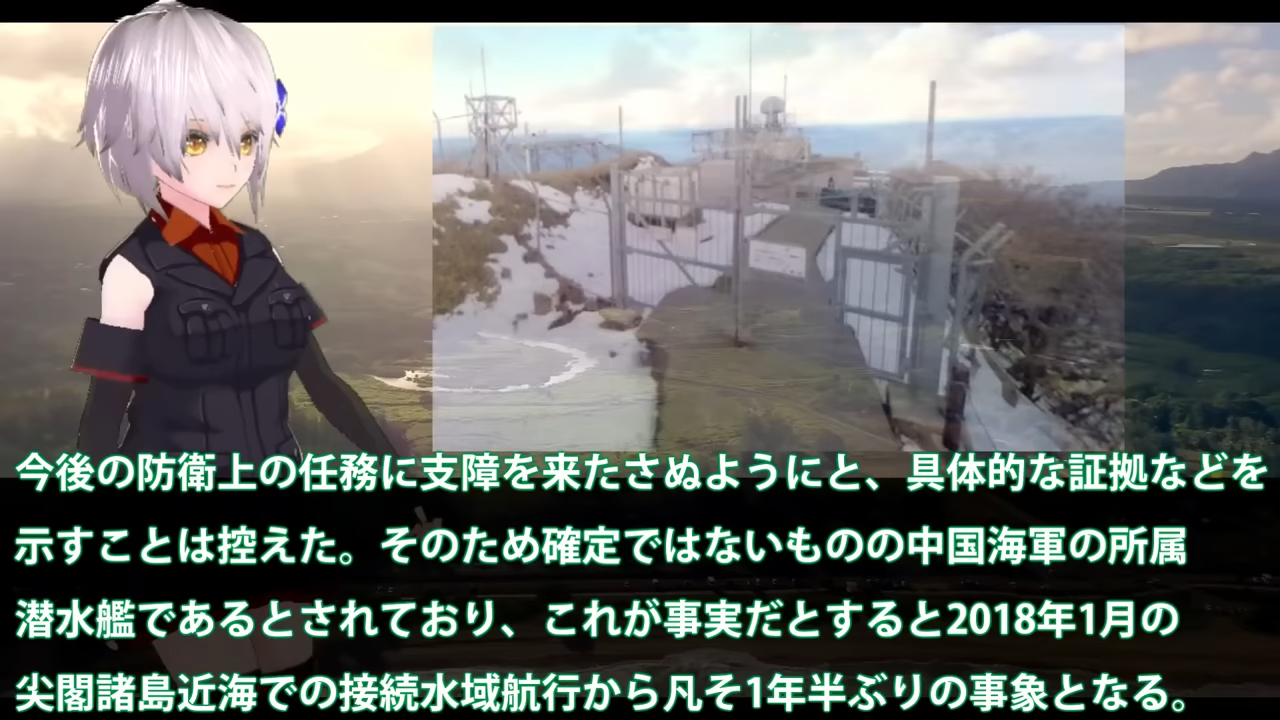 今後の防衛上の任務に支障を来たさぬようにと、具体的な証拠などを
示すことは控えた。そのため確定ではないものの中国海軍の所属
潜水艦であるとされており、これが事実だとすると2018年1月の
尖閣諸島近海での接続水域航行から凡そ1年半ぶりの事象となる。